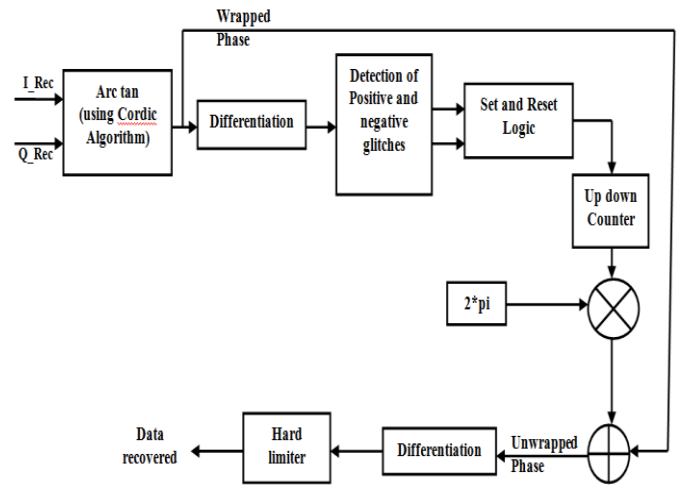 Wrapped
Phase
I_Rec
Q_Rec
Arc tan
(using Cordic
Algorithm)
Differentiation
Detection of
Positive and
negative
glitches
Set and Reset
Logic
Up down
Counter
2*pi
Unwrapped
Phase
Differentiation
Hard
limiter
Data
recovered